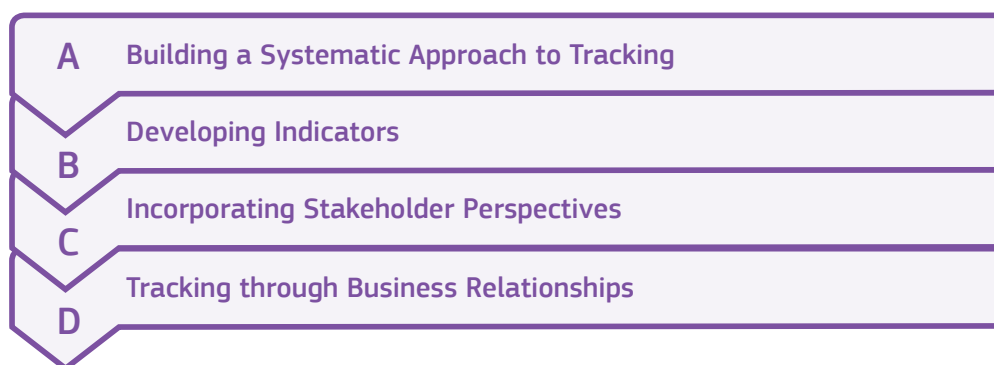 A Building a Systematic Approach to Tracking
B Developing Indicators
C Incorporating Stakeholder Perspectives
D Tracking through Business Relationships